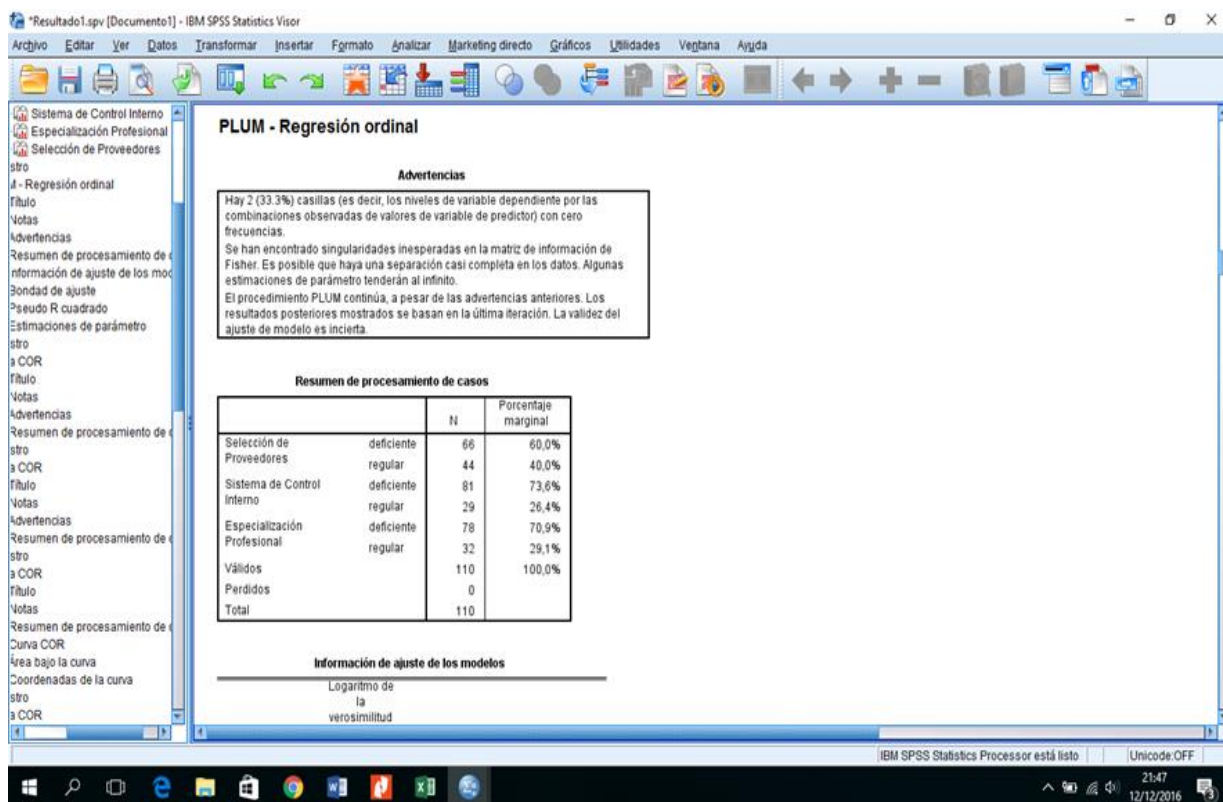 *Resultado1.spv [Documento1] - IBM SPSS Statistics Visor
Archivo Editar Ver Datos Transformar Insertar Formato Analizar Marketing directo Gráficos Utilidades Ventana Ayuda
Sistema de Control Interno
Especialización Profesional
Selección de Proveedores
stro
- Regresión ordinal
Título
Notas
Advertencias
Resumen de procesamiento de
nformación de ajuste de los mod
Bondad de ajuste
Pseudo R cuadrado
Estimaciones de parámetro
stro
a COR
Título
Notas
Advertencias
Resumen de procesamiento de
stro
a COR
Título
Notas
Advertencias
Resumen de procesamiento de
stro
a COR
Título
Notas
Resumen de procesamiento de
Curva COR
Área bajo la curva
Coordenadas de la curva
stro
a COR
PLUM - Regresión ordinal
Advertencias
Hay 2 (33.3%) casillas (es decir, los niveles de variable dependiente por las
combinaciones observadas de valores de variable de predictor) con cero
frecuencias.
Se han encontrado singularidades inesperadas en la matriz de información de
Fisher. Es posible que haya una separación casi completa en los datos. Algunas
estimaciones de parámetro tenderán al infinito.
El procedimiento PLUM continúa, a pesar de las advertencias anteriores. Los
resultados posteriores mostrados se basan en la última iteración. La validez del
ajuste de modelo es incierta.
Resumen de procesamiento de casos
N Porcentaje marginal
Selección de Proveedores deficiente 66 60,0%
regular 44 40,0%
Sistema de Control Interno deficiente 81 73,6%
regular 29 26,4%
Especialización Profesional deficiente 78 70,9%
regular 32 29,1%
Válidos 110 100,0%
Perdidos 0
Total 110
Información de ajuste de los modelos
Logaritmo de
la
verosimilitud
IBM SPSS Statistics Processor está listo Unicode:OFF
21:47
12/12/2016